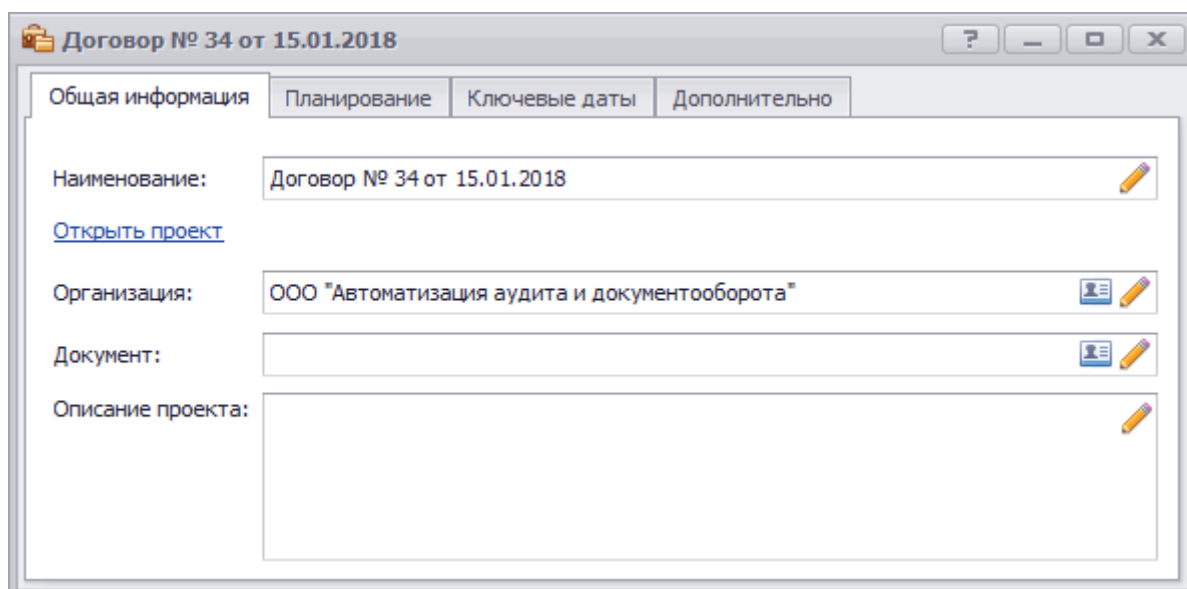 Договор № 34 от 15.01.2018
?
Общая информация Планирование Ключевые даты Дополнительно
Наименование: Договор № 34 от 15.01.2018
Открыть проект
Организация: ООО "Автоматизация аудита и документооборота"
Документ:
Описание проекта: